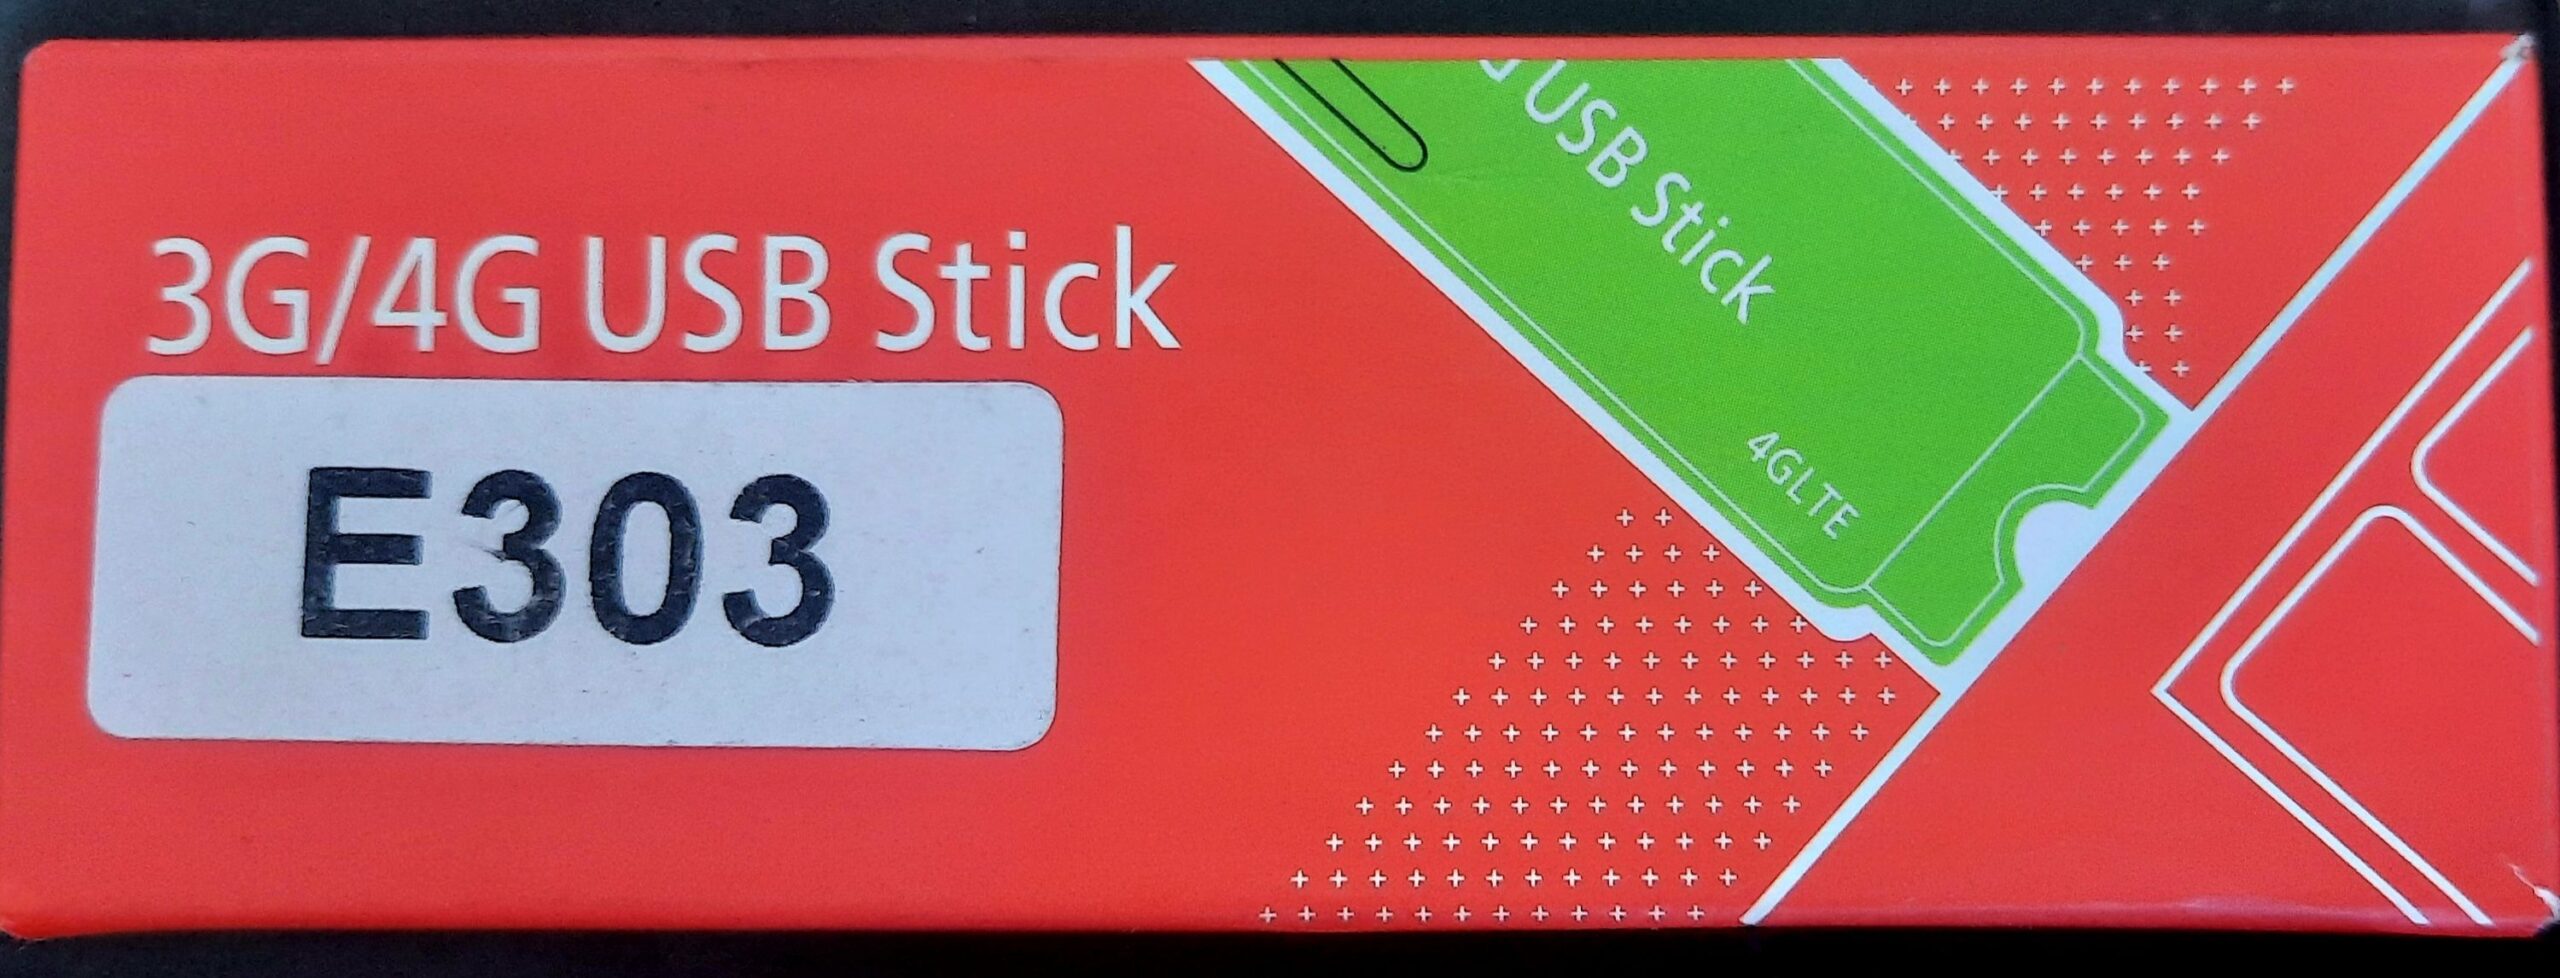 3G/4G USB Stick
E303
USB Stick
4GLTE